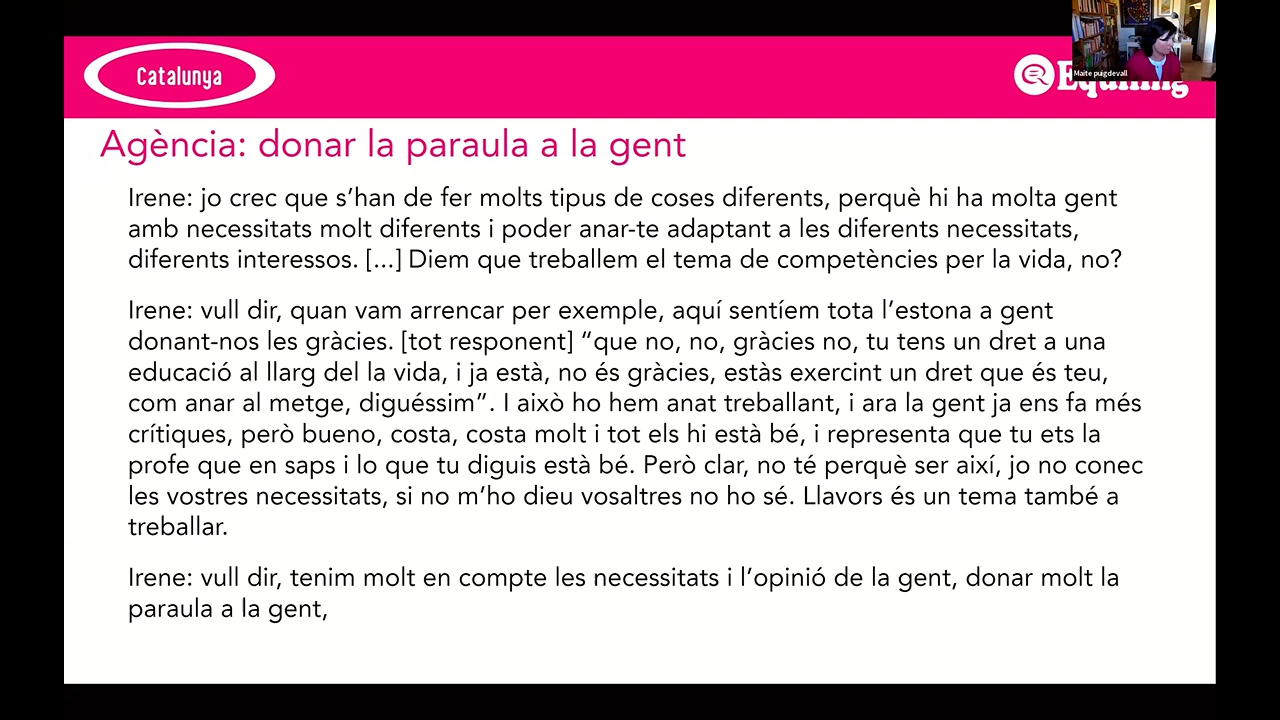 Catalunya
Maite puigdevall
Agència: donar la paraula a la gent
Irene: jo crec que s’han de fer molts tipus de coses diferents, perquè hi ha molta gent
amb necessitats molt diferents i poder anar-te adaptant a les diferents necessitats,
diferents interessos. [...] Diem que treballem el tema de competències per la vida, no?
Irene: vull dir, quan vam arrencar per exemple, aquí sentíem tota l’estona a gent
donant-nos les gràcies. [tot responent] “que no, no, gràcies no, tu tens un dret a una
educació al llarg del la vida, i ja està, no és gràcies, estàs exercint un dret que és teu,
com anar al metge, diguéssim”. I això ho hem anat treballant, i ara la gent ja ens fa més
crítiques, però bueno, costa, costa molt i tot els hi està bé, i representa que tu ets la
profe que en saps i lo que tu diguis està bé. Però clar, no té perquè ser així, jo no conec
les vostres necessitats, si no m’ho dieu vosaltres no ho sé. Llavors és un tema també a
treballar.
Irene: vull dir, tenim molt en compte les necessitats i l’opinió de la gent, donar molt la
paraula a la gent,